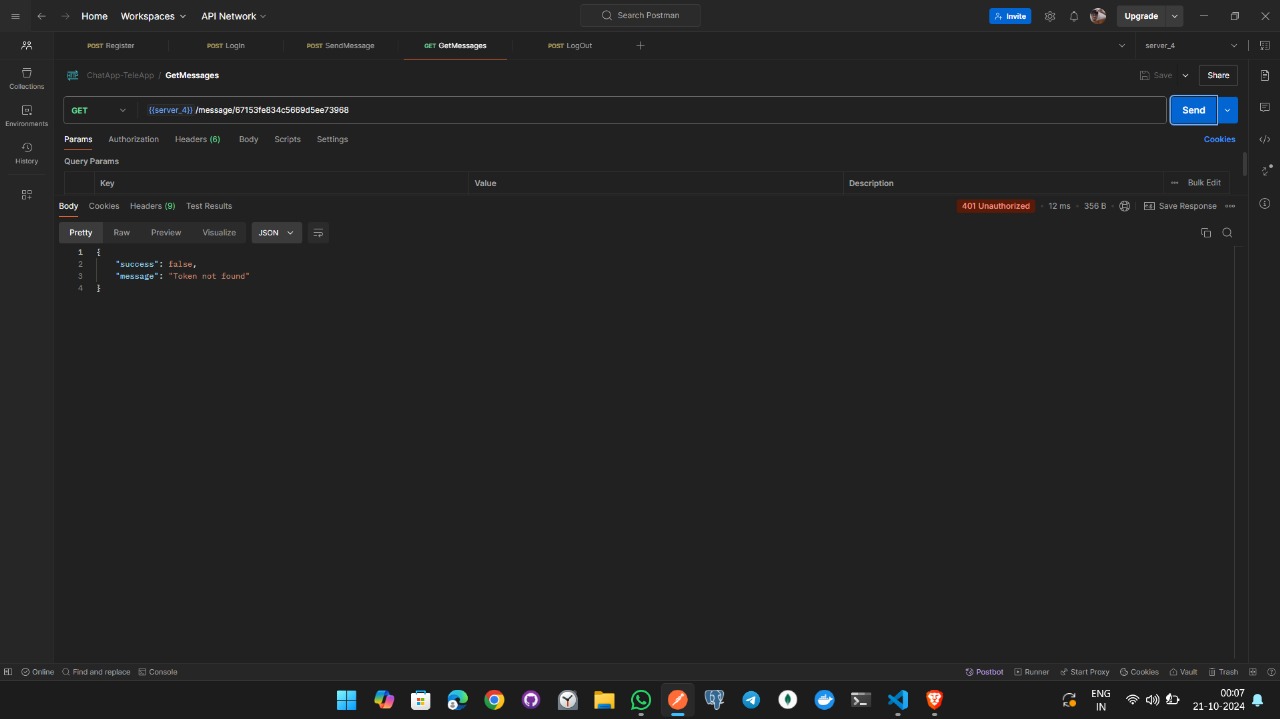 Home Workspaces API Network Search Postman Invite Upgrade
POST Register POST Login POST SendMessage GET GetMessages POST LogOut server_4
ChatApp-TeleApp / GetMessages Save Share
GET {{server_4}} /message/67153fe834c5669d5ee73968 Send
Params Authorization Headers (6) Body Scripts Settings Cookies
Query Params
Key Value Description Bulk Edit
Body Cookies Headers (9) Test Results 401 Unauthorized 12 ms 356 B Save Response
Pretty Raw Preview Visualize JSON
1 {
2 "success": false,
3 "message": "Token not found"
4 }
Collections
Environments
History
Online Find and replace Console Postbot Runner Start Proxy Cookies Vault Trash
ENG 00:07
IN 21-10-2024